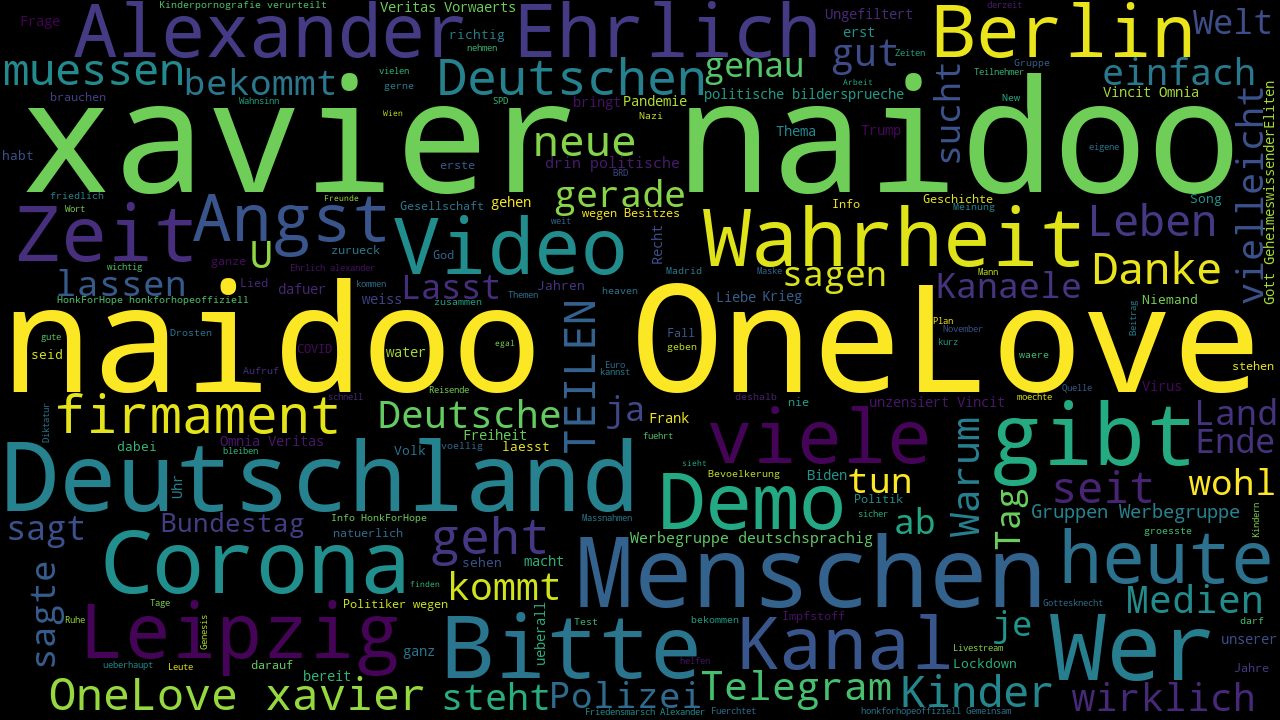 Kinderpornografie verurteilt
Veritas Vorwaerts
Frage
Alexander
Ehrlich
richtig
nehmen
Ungefiltert
erst
gut
Zeiten
derzeit
Berlin
Welt
muessen
bekommt
vielen
gerne
Deutschen
genau
Arbeit
Gruppe
Teilnehmer
einfach
brauchen
Wahnsinn
SPD
bringt
Pandemie
politische bildersprueche
sucht
New
Vincit Omnia
xavier naidoo
Wien
Nazi
neue
Thema
Trump
eigene
vielleicht
Gott GeheimeswissenderEliten
habt
erste
drin politische
BRD
friedlich
Wort
Freunde
gehen
gerade
Info
Geschichte
Song
Zeit
Angst
Gesellschaft
wegen Besitzes
Meinung
Video
weit
Recht
Wahrheit
Leben
U
zurueck
God
ganze
wichtig
Ehrlich alexander
kommen
Madrid
Maske
Mann
sagen
Danke
lassen
Lied
dafuer
Jahren
Lasst
Themen
heaven
Kanaele
HonkForHope honkforhopeoffiziell
weiss
zusammen
Liebe
Krieg
Niemand
naidoo OneLove
Drosten
TEILEN
Fall
Plan
November
Beitrag
gute
seid
COVID
water
egal
geben
kurz
waere
Aufruf
Euro
kannst
stehen
Reisende
Quelle
Virus
schnell
deshalb
moechte
firmament
Diktatur
Deutsche
ja
nie
unzensiert Vincit
Frank
Land
Freiheit
fuehrt
viele
gibt
Ende
dabei
Omnia Veritas
bleiben
Volk
voellig
laesst
Warum
Deutschland
Uhr
sieht
Bevoelkerung
Biden
tun
seit
wohl
Demo
Politik
Tag
sicher
Gruppen Werbegruppe
sagt
Bundestag
Info HonkForHope
Massnahmen
ab
Kindern
natuerlich
geht
Werbegruppe deutschsprachig
groesste
Corona
sehen
macht
Menschen
heute
sagte
finden
kommt
Medien
Tage
Politiker wegen
Gottesknecht
Ruhe
Leipzig
Genesis
Test
bekommen
Impfstoff
je
darf
ueberall
Bitte
Kanal
Wer
unserer
ganz
Livestream
ueberhaupt
Leute
darauf
helfen
Lockdown
Jahre
bereit
OneLove xavier
steht
Polizei
Telegram
Kinder
wirklich
Friedensmarsch Alexander
Fuerchtet
honkforhopeoffiziell Gemeinsam